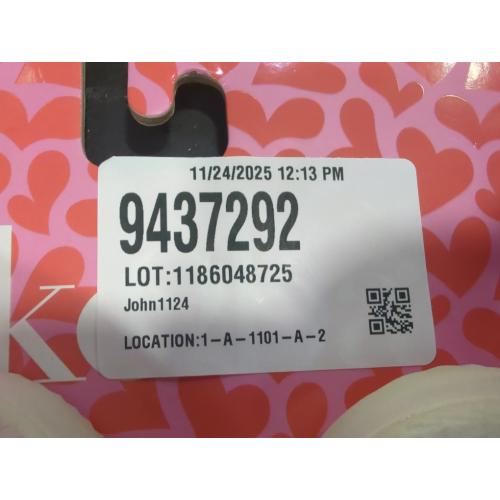 11/24/2025 12:13 PM
9437292
LOT:1186048725
John1124
LOCATION:1-A-1101-A-2
K